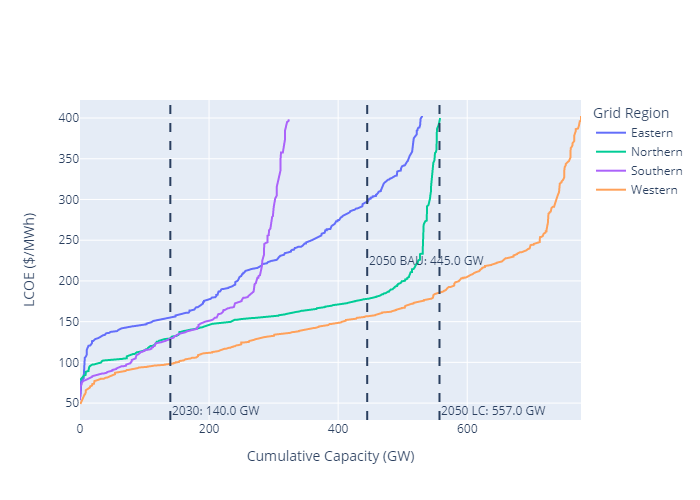 Grid Region
Eastern
Northern
Southern
Western
LCOE ($/MWh)
400
350
300
250
200
150
100
50
2050 BAU: 445.0 GW
2030: 140.0 GW
2050 LC: 557.0 GW
0
200
400
600
Cumulative Capacity (GW)